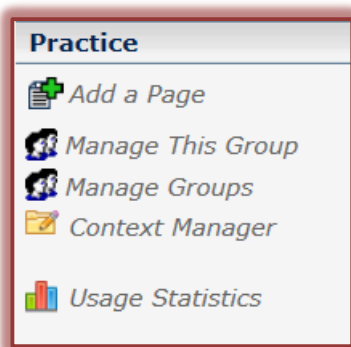 Practice
Add a Page
Manage This Group
Manage Groups
Context Manager
Usage Statistics